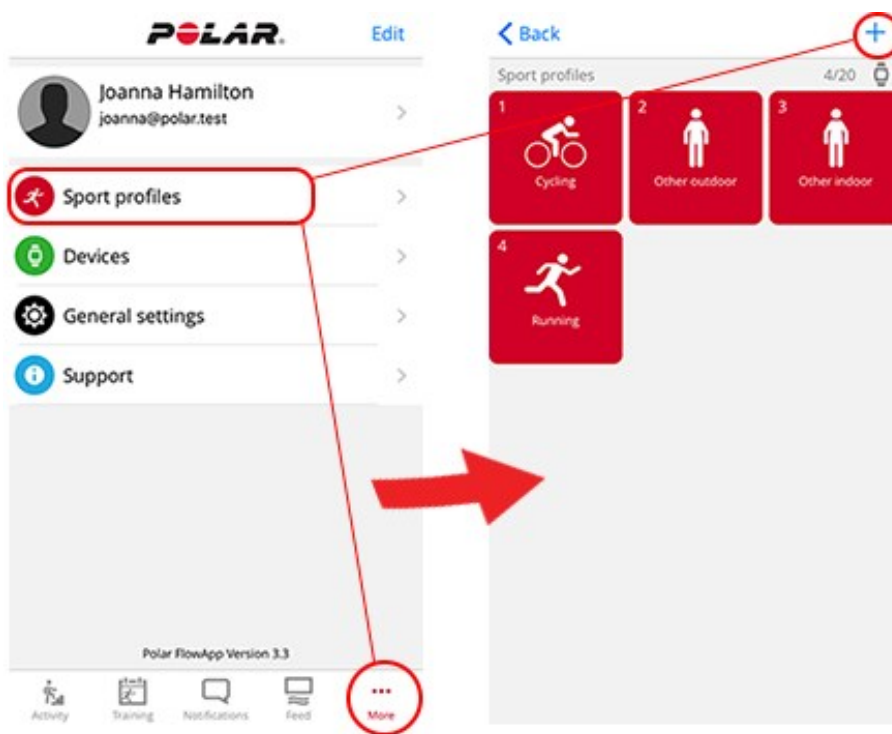 POLAR.
Edit
Joanna Hamilton
joanna@polar.test
Sport profiles
Devices
General settings
Support
Polar FlowApp Version 3.3
Activity
Training
Notifications
Feed
More
Back
+
Sport profiles
4/20
1
Cycling
2
Other outdoor
3
Other indoor
4
Running